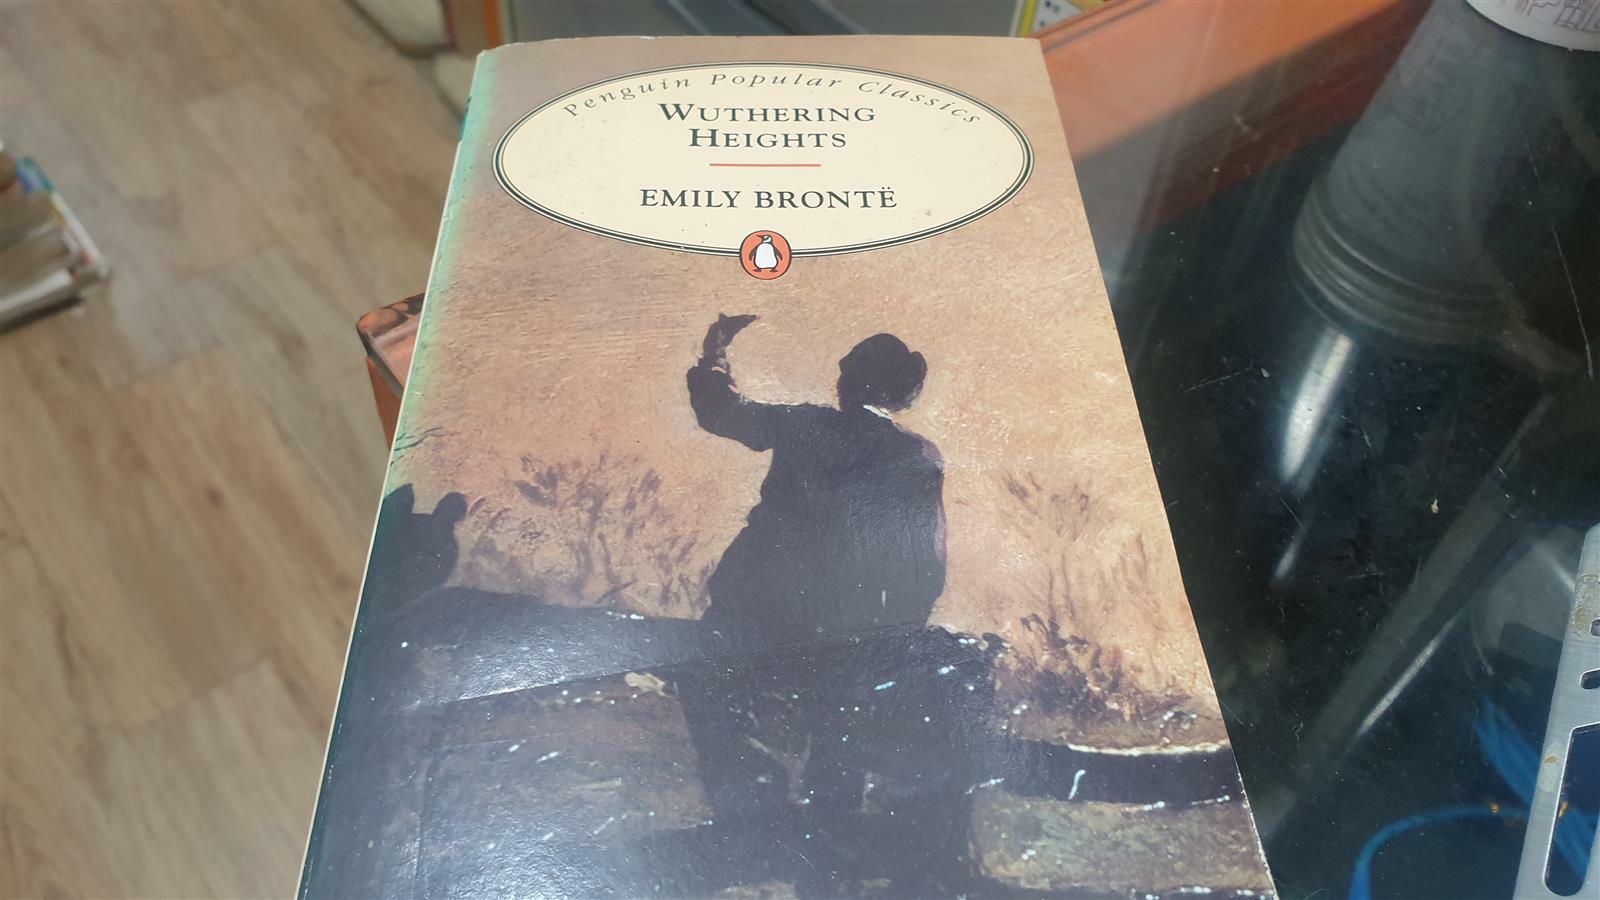 Penguin Popular Classics
WUTHERING
HEIGHTS
EMILY BRONTË